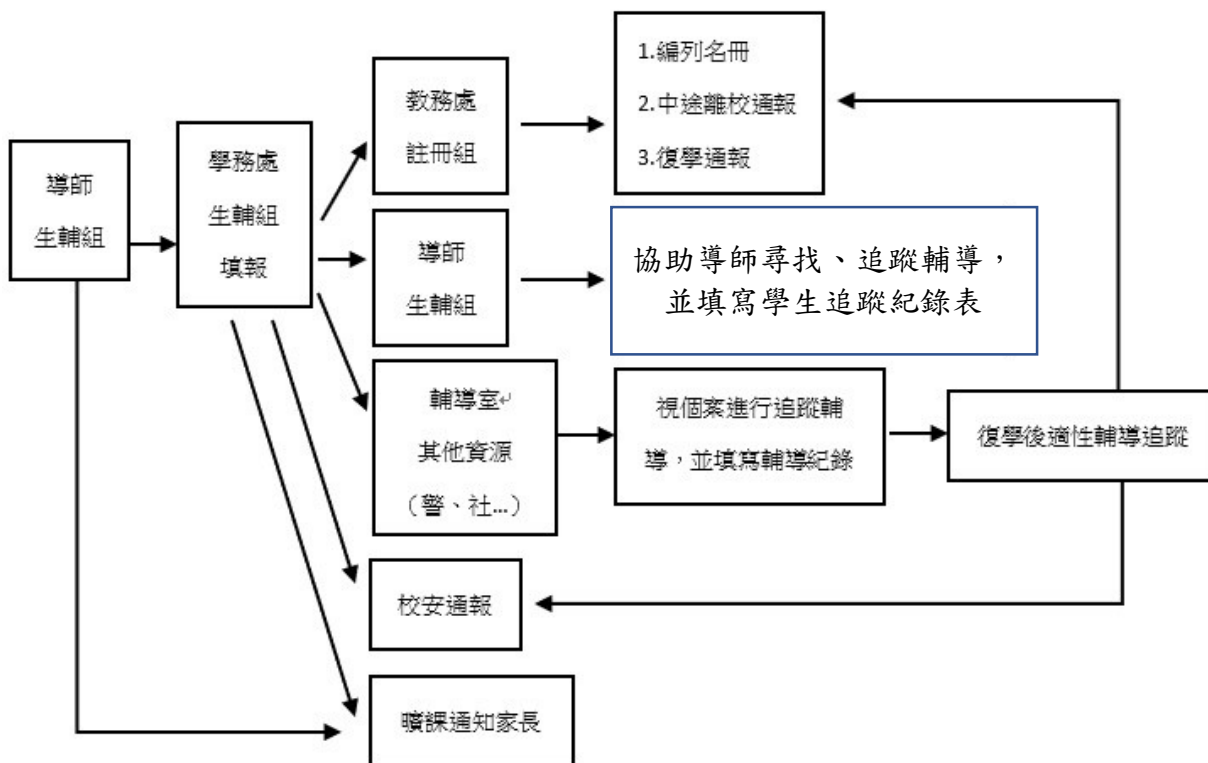 導師
生輔組
學務處
生輔組
填報
教務處
註冊組
1.編列名冊
2.中途離校通報
3.復學通報
導師
生輔組
協助導師尋找、追蹤輔導，
並填寫學生追蹤紀錄表
輔導室↵
其他資源
（警、社…）
視個案進行追蹤輔
導，並填寫輔導紀錄
復學後適性輔導追蹤
校安通報
曠課通知家長